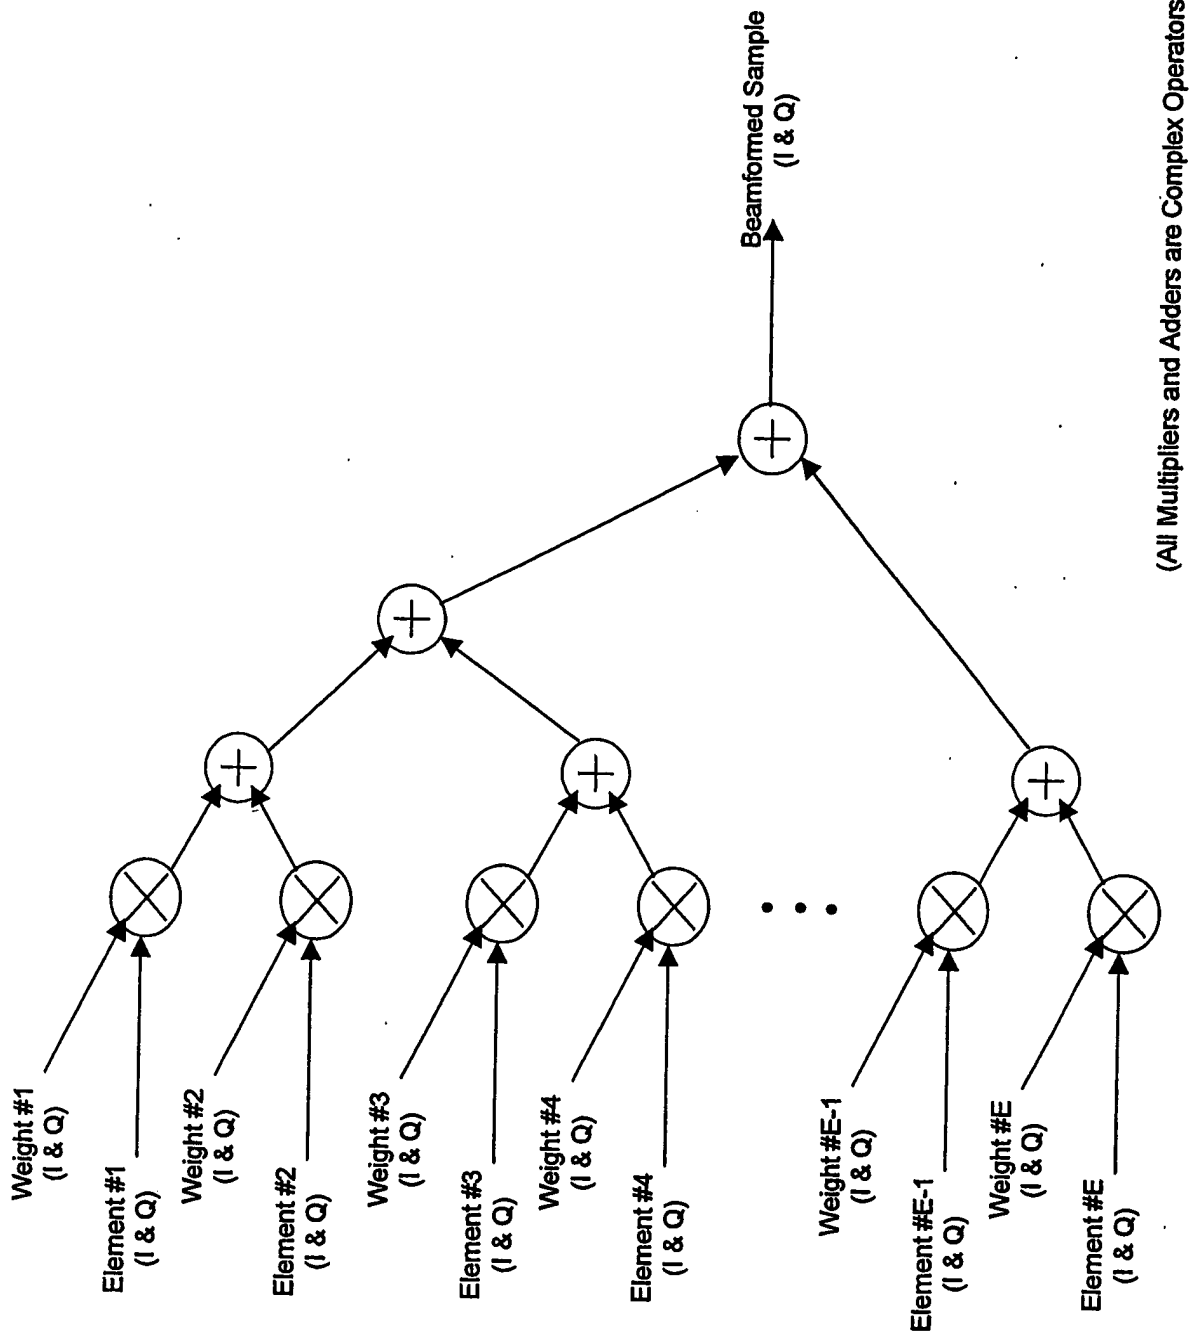 Weight #1
(I & Q)
Element #1
(I & Q)
Weight #2
(I & Q)
Element #2
(I & Q)
Weight #3
(I & Q)
Element #3
(I & Q)
Weight #4
(I & Q)
Element #4
(I & Q)
Weight #E-1
(I & Q)
Element #E-1
(I & Q)
Weight #E
(I & Q)
Element #E
(I & Q)
Beamformed Sample
(I & Q)
(All Multipliers and Adders are Complex Operators